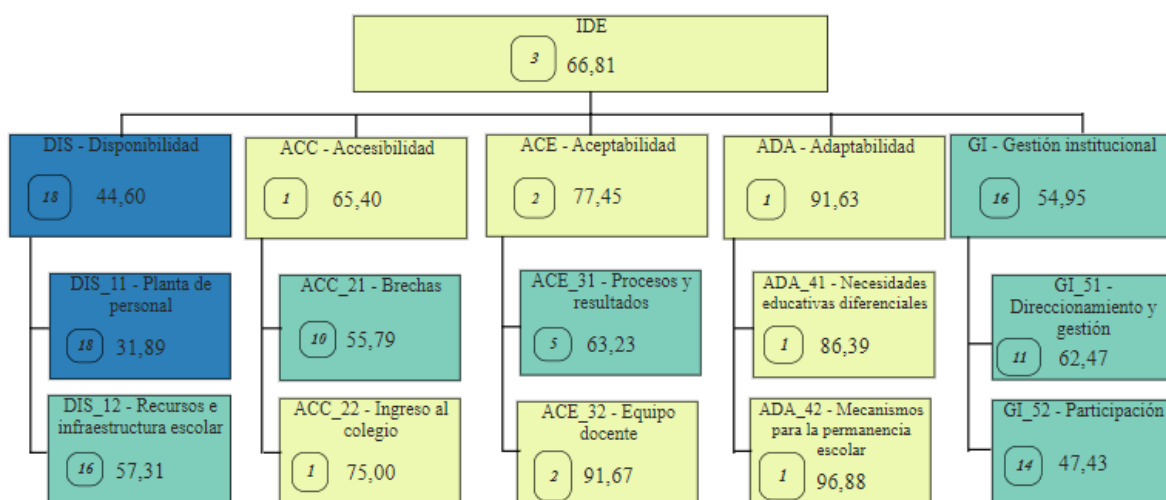 IDE
3 66,81
DIS - Disponibilidad
18 44,60
ACC - Accesibilidad
1 65,40
ACE - Aceptabilidad
2 77,45
ADA - Adaptabilidad
1 91,63
GI - Gestión institucional
16 54,95
DIS_11 - Planta de
personal
18 31,89
ACC_21 - Brechas
10 55,79
ACE_31 - Procesos y
resultados
5 63,23
ADA_41 - Necesidades
educativas diferenciales
1 86,39
GI_51 -
Direccionamiento y
gestión
11 62,47
DIS_12 - Recursos e
infraestructura escolar
16 57,31
ACC_22 - Ingreso al
colegio
1 75,00
ACE_32 - Equipo
docente
2 91,67
ADA_42 - Mecanismos
para la permanencia
escolar
1 96,88
GI_52 - Participación
14 47,43